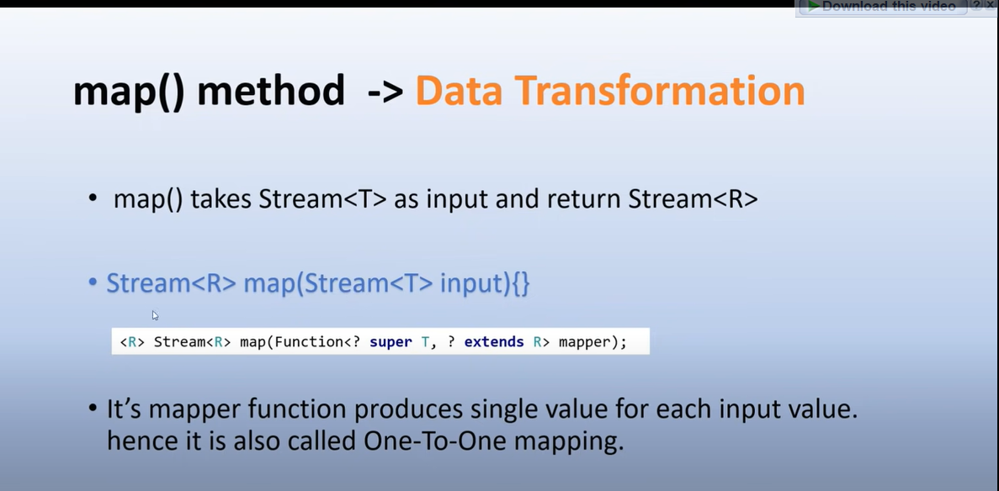 Download this video ? X
map() method -> Data Transformation
• map() takes Stream<T> as input and return Stream<R>
• Stream<R> map(Stream<T> input){}
<R> Stream<R> map(Function<? super T, ? extends R> mapper);
• It’s mapper function produces single value for each input value.
hence it is also called One-To-One mapping.